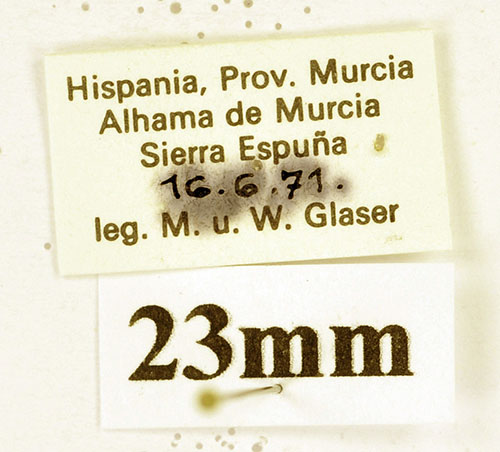 Hispania, Prov. Murcia
Alhama de Murcia
Sierra Espuña
16.6.71.
leg. M. u. W. Glaser
23mm